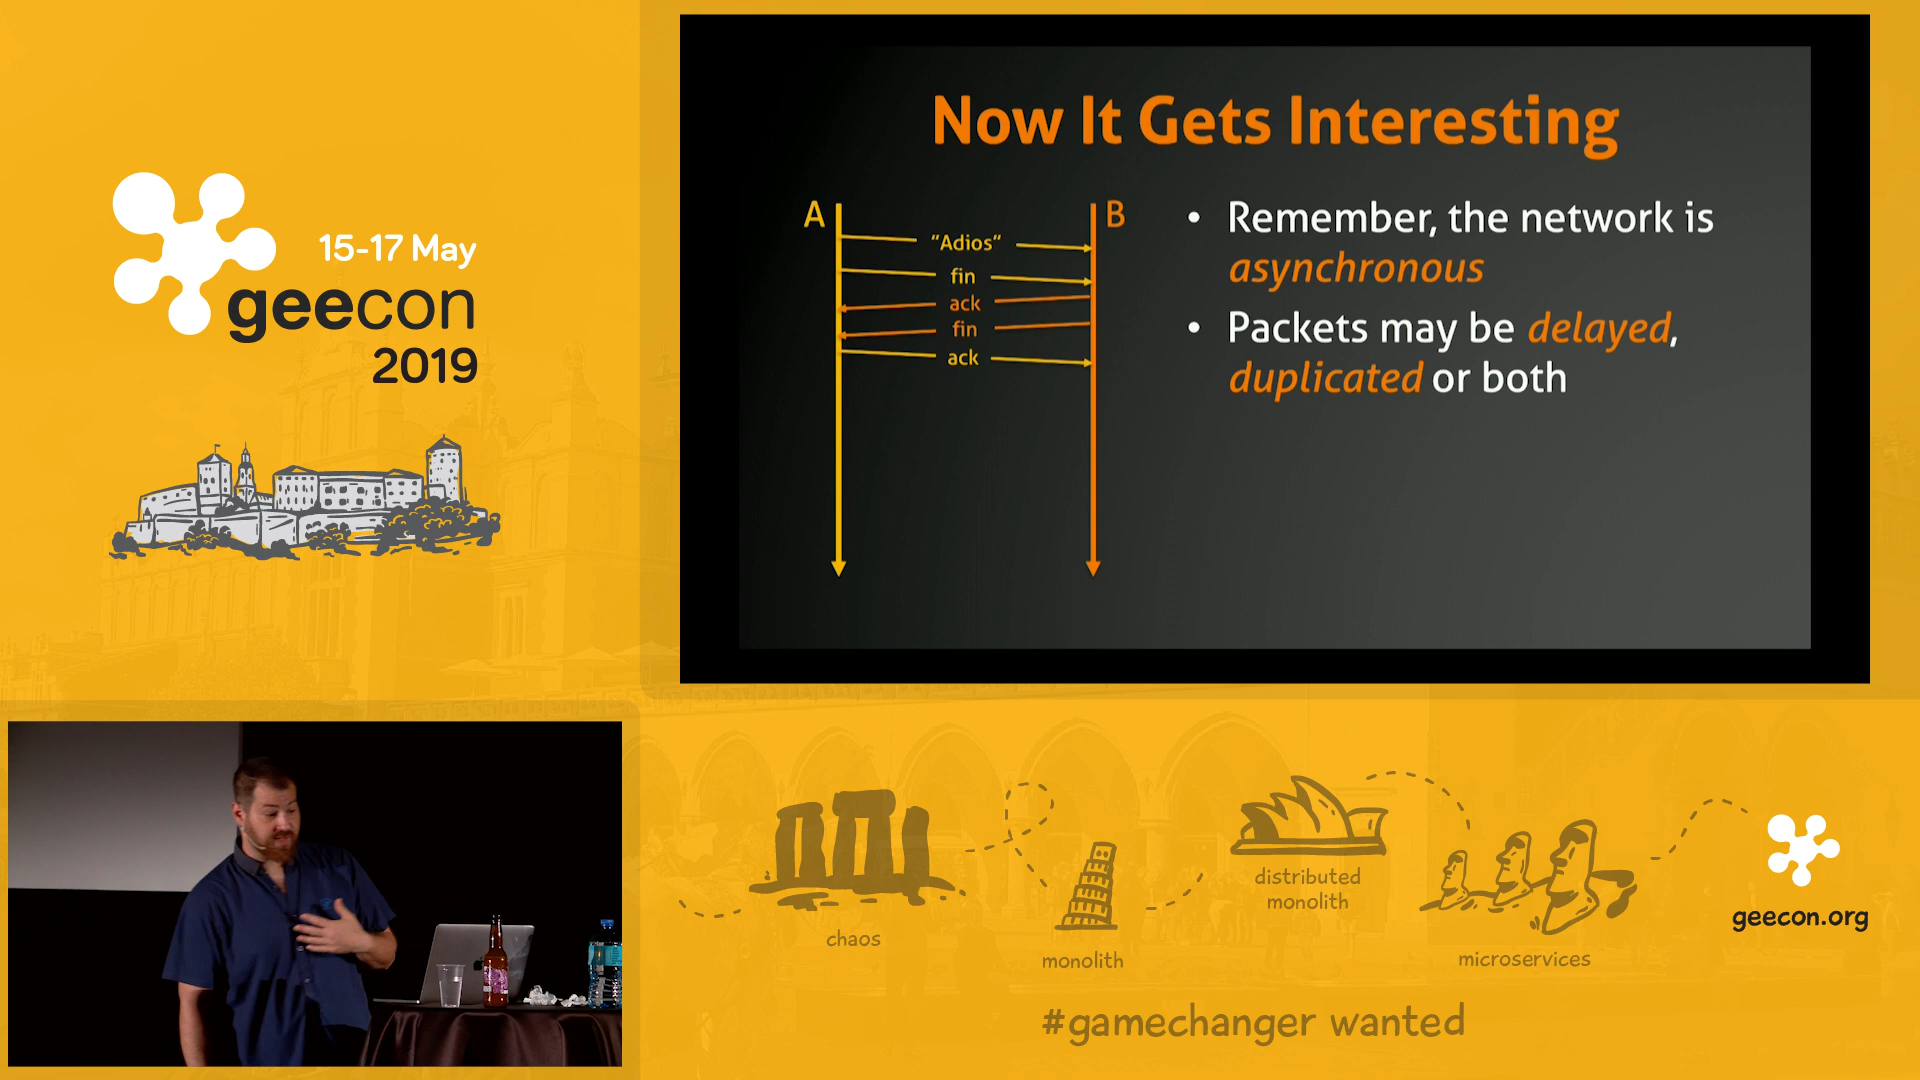 15-17 May
geecon
2019
Now It Gets Interesting
A
B
"Adios"
fin
ack
fin
ack
• Remember, the network is
asynchronous
• Packets may be delayed,
duplicated or both
chaos
monolith
distributed
monolith
microservices
geecon.org
#gamechanger wanted